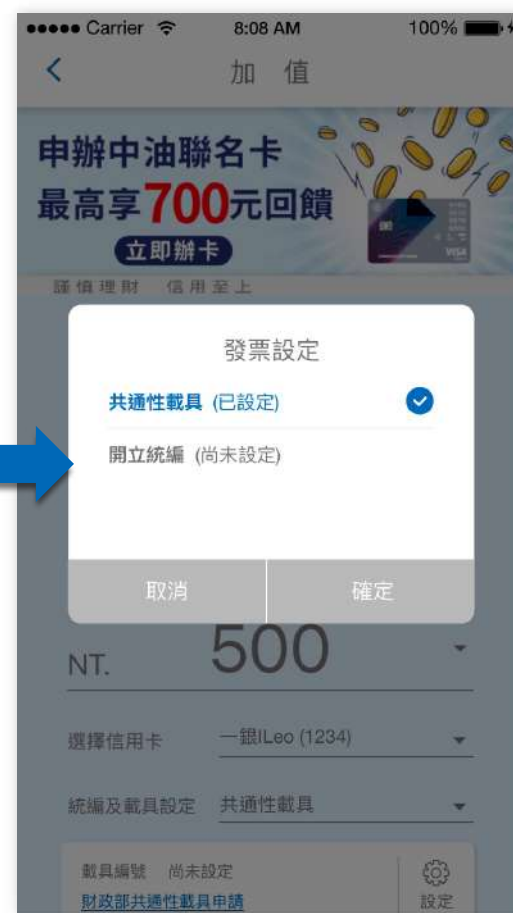 Carrier 8:08 AM 100%
加 值
申辦中油聯名卡
最高享700元回饋
立即辦卡
VISA
謹慎理財 信用至上
發票設定
共通性載具 (已設定)
開立統編 (尚未設定)
取消 確定
NT. 500
選擇信用卡 一銀ILeo (1234)
統編及載具設定 共通性載具
載具編號 尚未設定
財政部共通性載具申請 設定